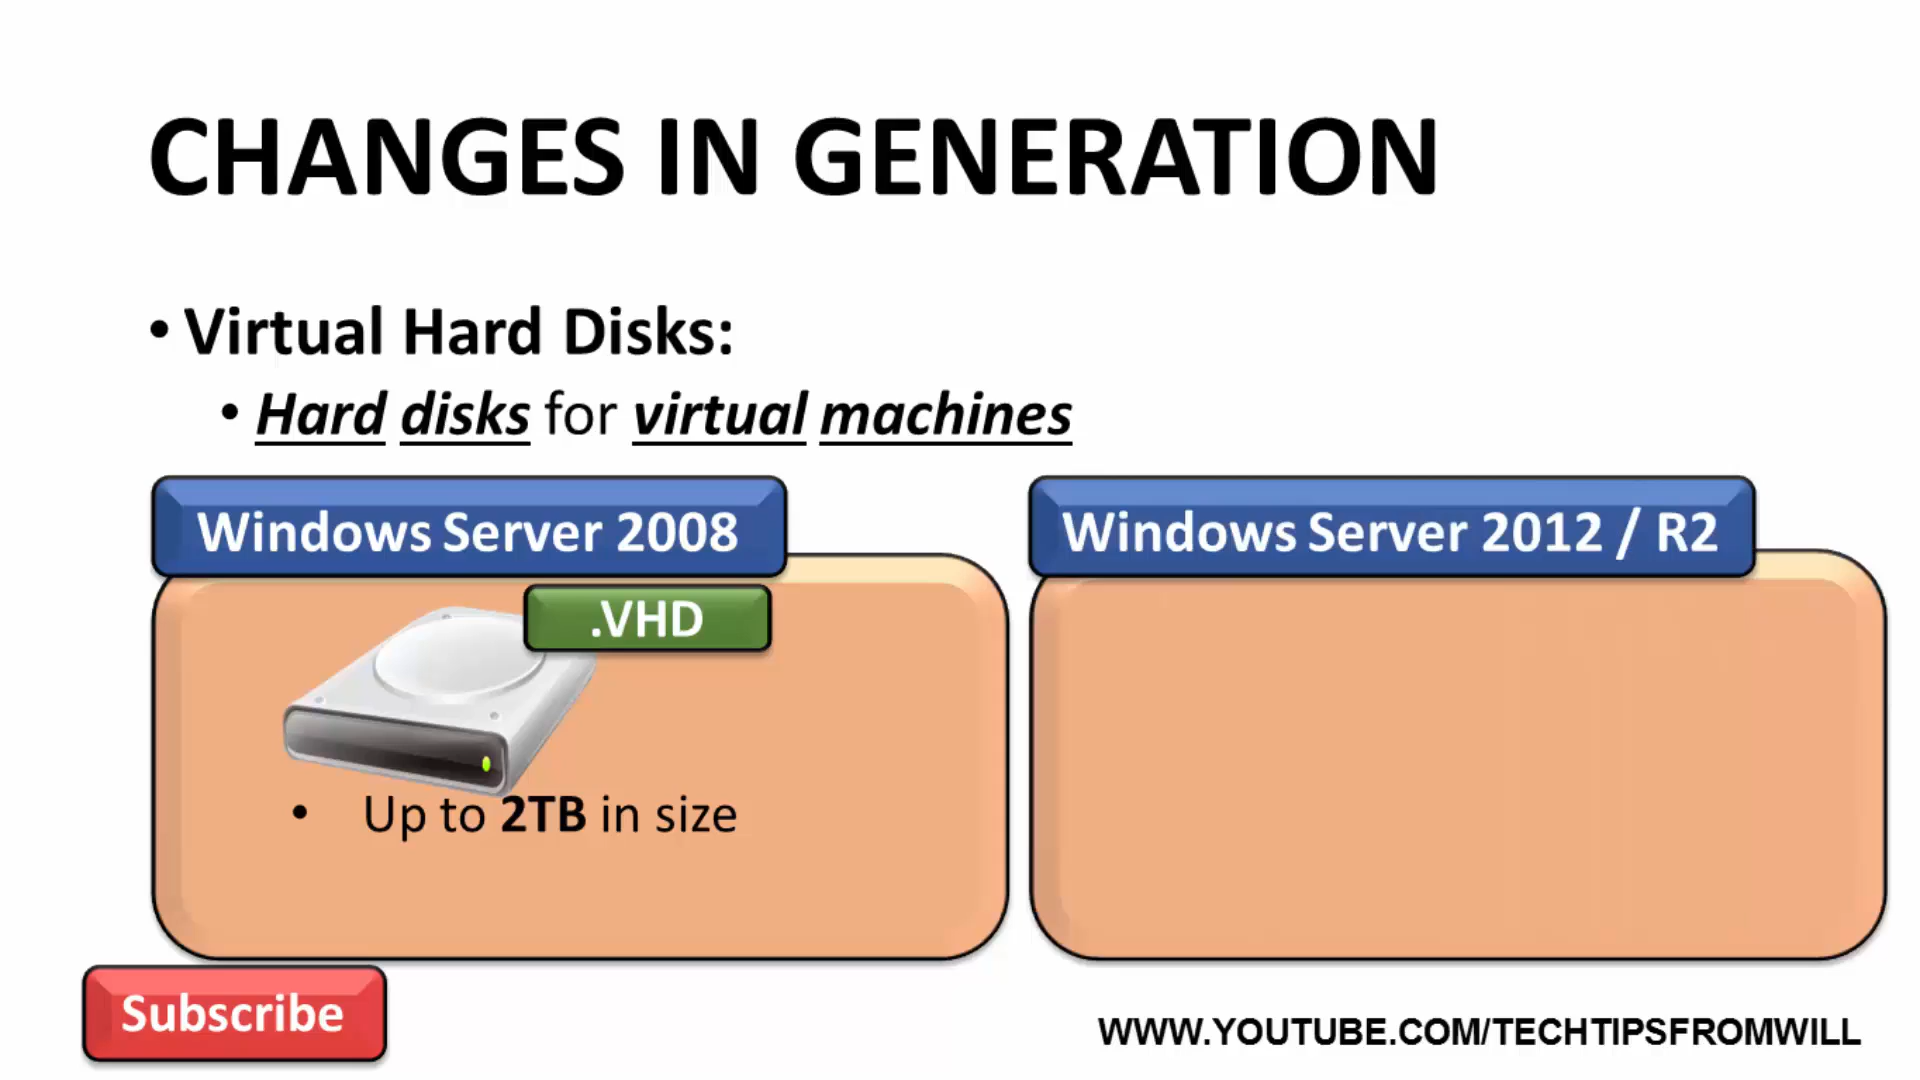 CHANGES IN GENERATION
• Virtual Hard Disks:
• Hard disks for virtual machines
Windows Server 2008
Windows Server 2012 / R2
.VHD
• Up to 2TB in size
Subscribe
WWW.YOUTUBE.COM/TECHTIPSFROMWILL